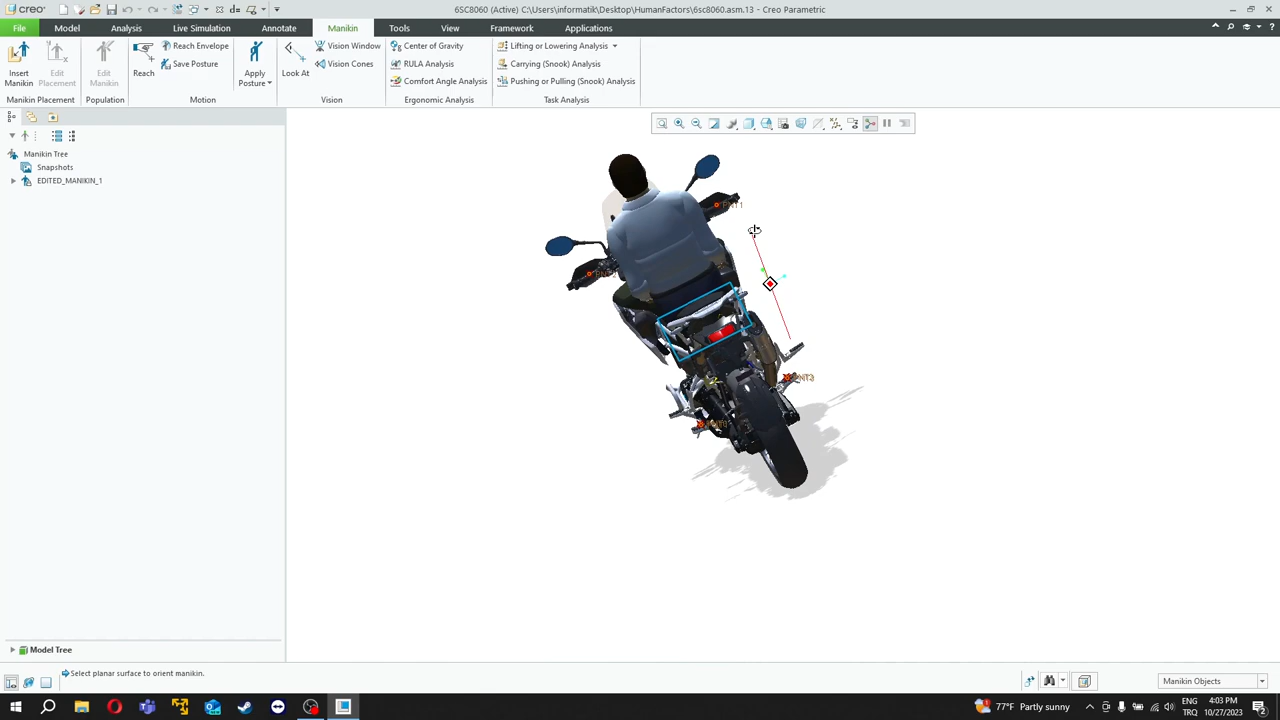 creo
6SC8060 (Active) C:\Users\informatik\Desktop\HumanFactors\6sc8060.asm.13 - Creo Parametric
File
Model
Analysis
Live Simulation
Annotate
Manikin
Tools
View
Framework
Applications
Insert Manikin
Edit Placement
Edit Manikin
Reach
Reach Envelope
Save Posture
Apply Posture
Look At
Vision Window
Vision Cones
Center of Gravity
RULA Analysis
Comfort Angle Analysis
Lifting or Lowering Analysis
Carrying (Snook) Analysis
Pushing or Pulling (Snook) Analysis
Manikin Placement
Population
Motion
Vision
Ergonomic Analysis
Task Analysis
Manikin Tree
Snapshots
EDITED_MANIKIN_1
PNT1
PNT3
Model Tree
Select planar surface to orient manikin.
Manikin Objects
77°F Partly sunny
ENG
TRQ
4:03 PM
10/27/2023
2